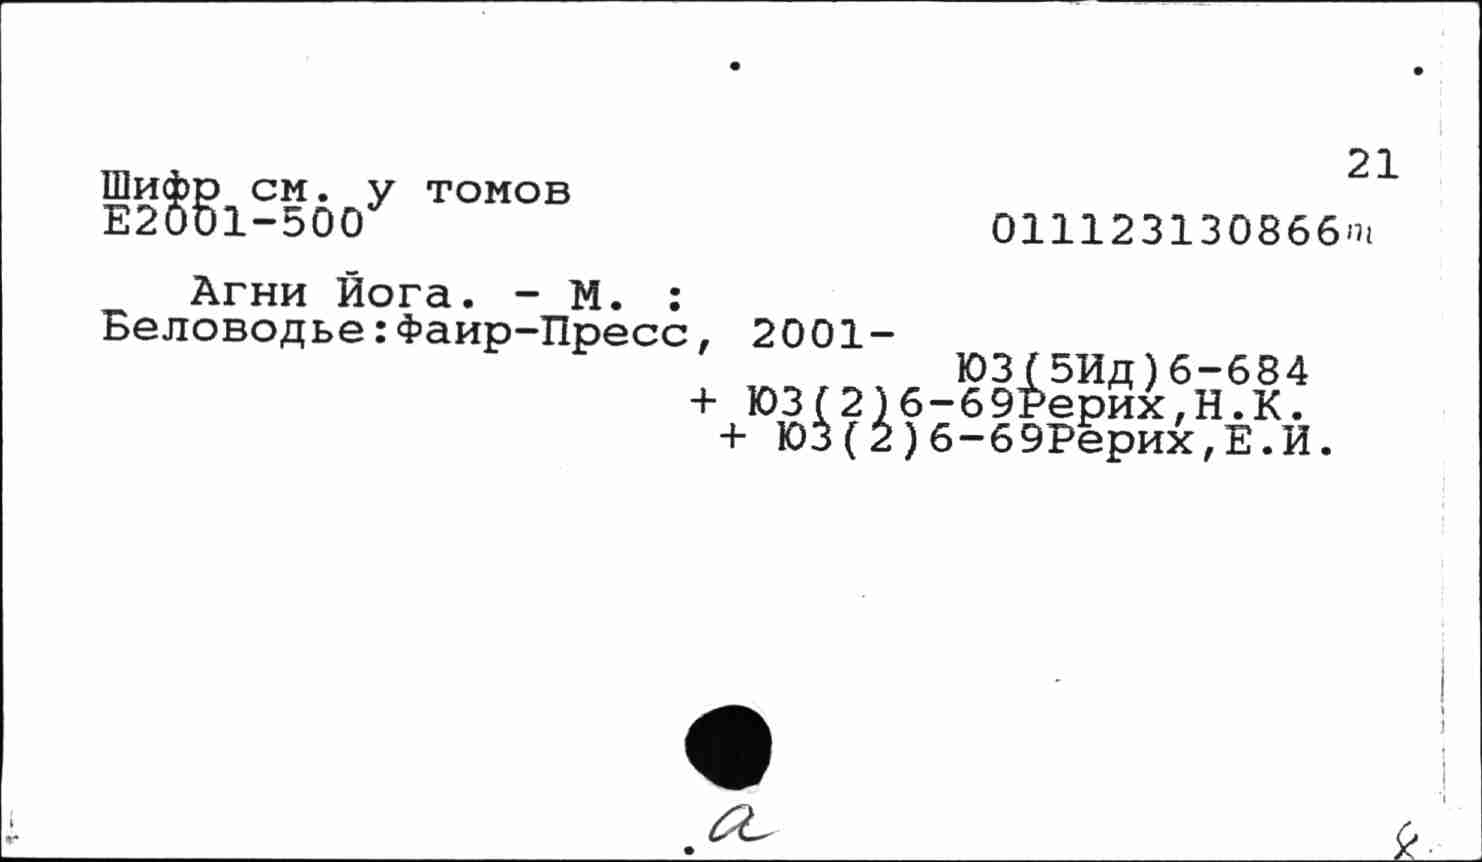 21
Шифр см. у томов
Е2001-500
011123130866m
Агни Йога. - М. :
Беловодье:Фаир-Пресс, 2001-
Ю3(5Ид)6-684
+ Ю3(2)6-69Рерих,Н.К.
+ Ю3(2)6-69Рерих,Е.И.
а